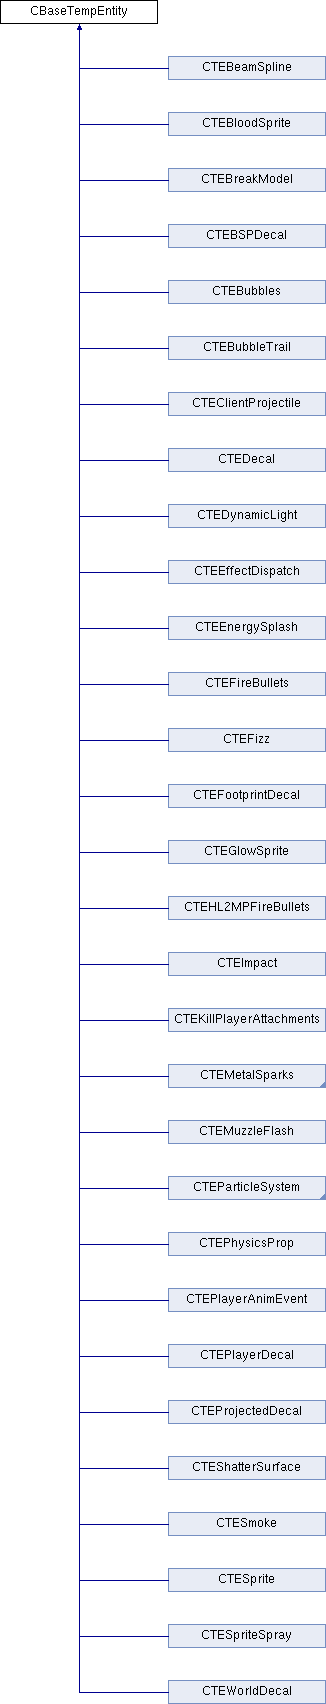 CBaseTempEntity
CTEBeamSpline
CTEBloodSprite
CTEBreakModel
CTEBSPDecal
CTEBubbles
CTEBubbleTrail
CTEClientProjectile
CTEDecal
CTEDynamicLight
CTEEffectDispatch
CTEEnergySplash
CTEFireBullets
CTEFizz
CTEFootprintDecal
CTEGlowSprite
CTEHL2MPFireBullets
CTEImpact
CTEKillPlayerAttachments
CTEMetalSparks
CTEMuzzleFlash
CTEParticleSystem
CTEPhysicsProp
CTEPlayerAnimEvent
CTEPlayerDecal
CTEProjectedDecal
CTEShatterSurface
CTESmoke
CTESprite
CTESpriteSpray
CTEWorldDecal